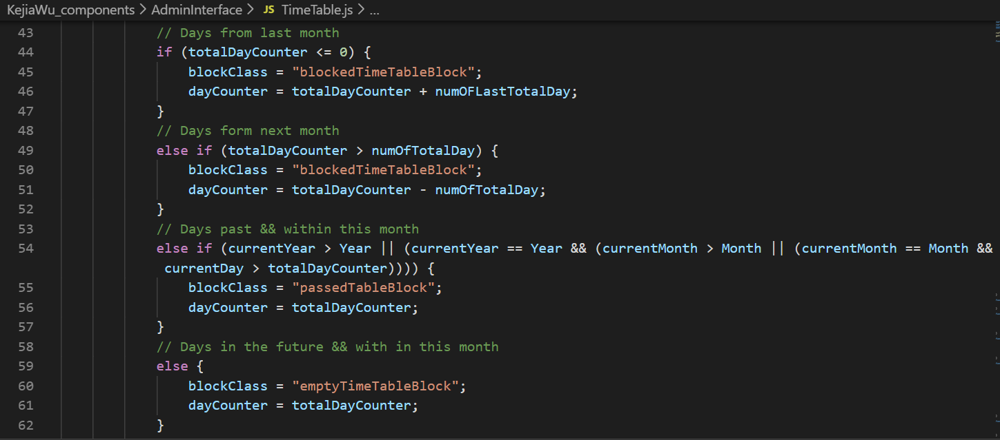 KejiaWu_components > AdminInterface > JS TimeTable.js > ...
43 // Days from last month
44 if (totalDayCounter <= 0) {
45 blockClass = "blockedTimeTableBlock";
46 dayCounter = totalDayCounter + numOFLastTotalDay;
47 }
48 // Days form next month
49 else if (totalDayCounter > numOfTotalDay) {
50 blockClass = "blockedTimeTableBlock";
51 dayCounter = totalDayCounter - numOfTotalDay;
52 }
53 // Days past && within this month
54 else if (currentYear > Year || (currentYear == Year && (currentMonth > Month || (currentMonth == Month &&
currentDay > totalDayCounter)))) {
55 blockClass = "passedTableBlock";
56 dayCounter = totalDayCounter;
57 }
58 // Days in the future && with in this month
59 else {
60 blockClass = "emptyTimeTableBlock";
61 dayCounter = totalDayCounter;
62 }